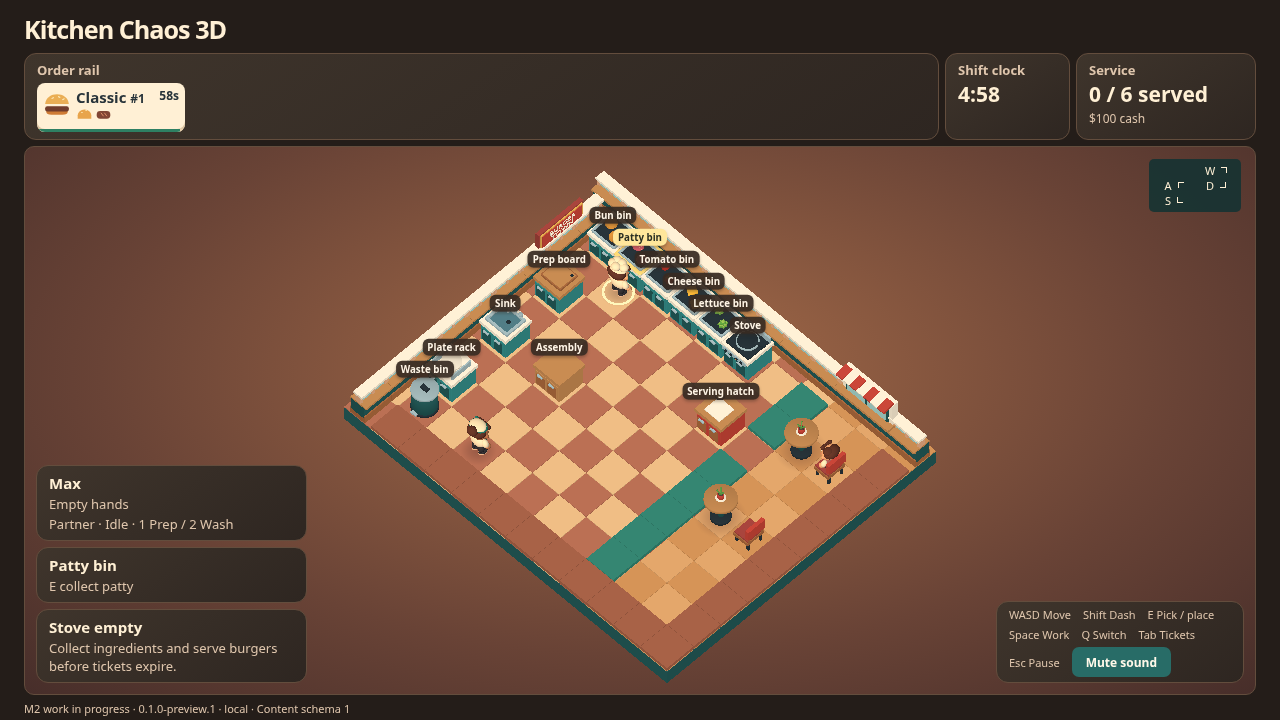 Kitchen Chaos 3D
Order rail
Classic #1 58s
Shift clock
4:58
Service
0 / 6 served
$100 cash
W
A D
S
Bun bin
Patty bin
Prep board
Tomato bin
Cheese bin
Sink
Lettuce bin
Stove
Plate rack
Assembly
Waste bin
Serving hatch
Max
Empty hands
Partner · Idle · 1 Prep / 2 Wash
Patty bin
E collect patty
Stove empty
Collect ingredients and serve burgers
before tickets expire.
WASD Move Shift Dash E Pick / place
Space Work Q Switch Tab Tickets
Esc Pause Mute sound
M2 work in progress · 0.1.0-preview.1 · local · Content schema 1